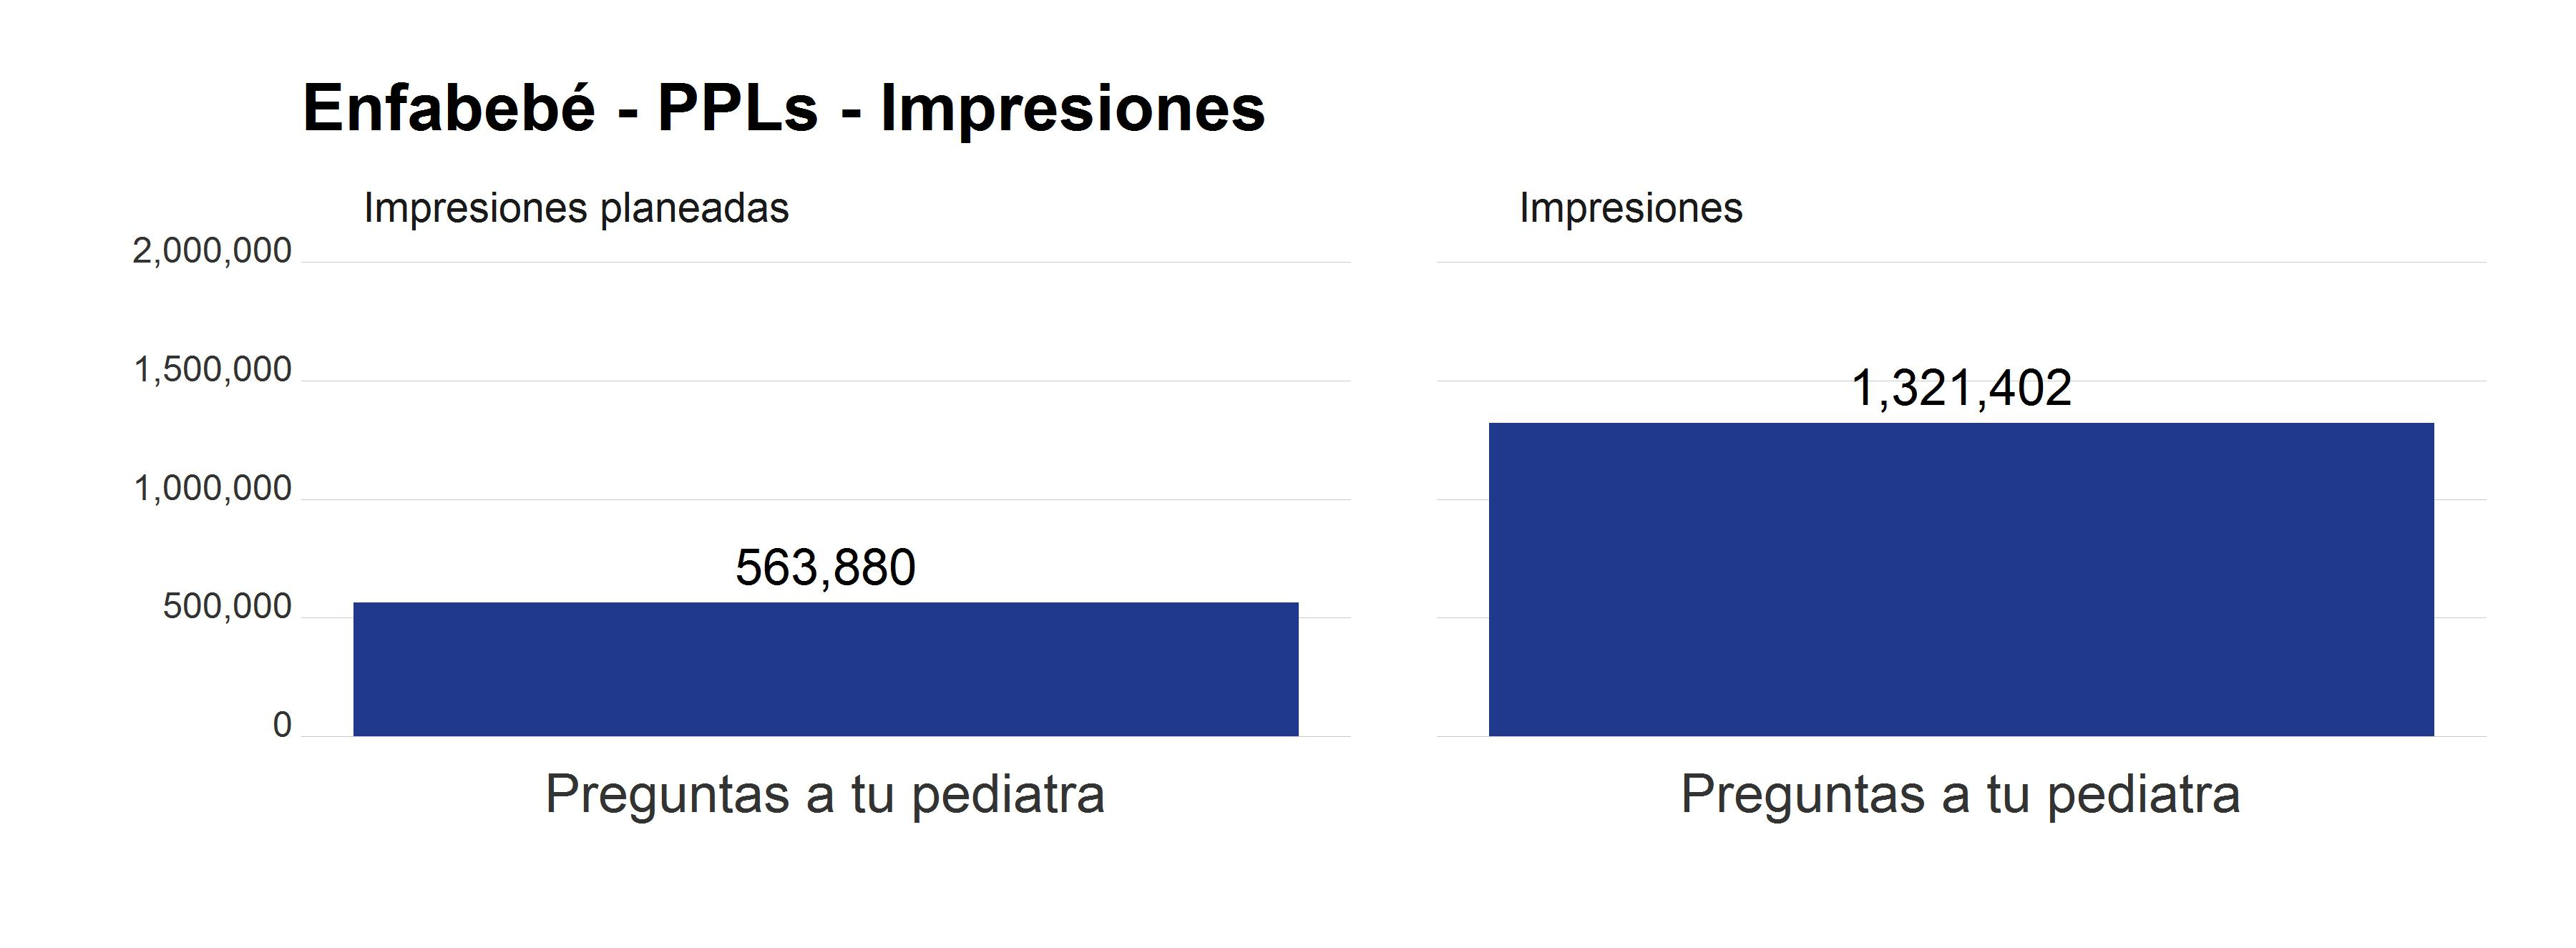 Enfabebé - PPLs - Impresiones
Impresiones planeadas
Impresiones
2,000,000
1,500,000
1,000,000
500,000
0
563,880
1,321,402
Preguntas a tu pediatra
Preguntas a tu pediatra